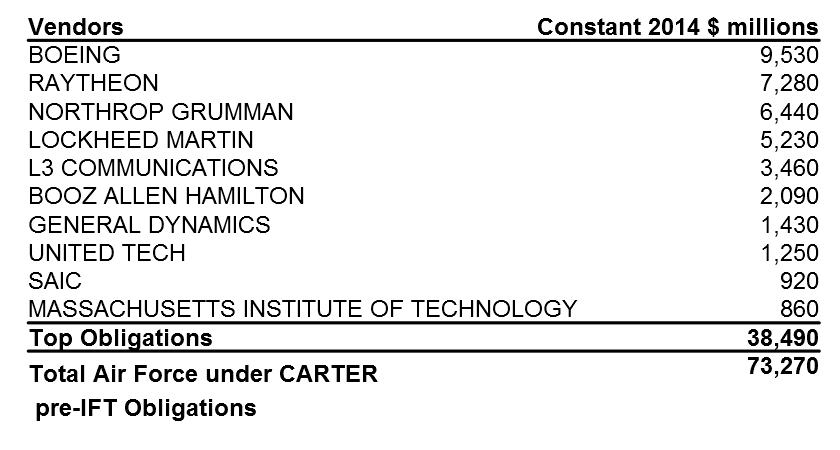 Vendors Constant 2014 $ millions
BOEING 9,530
RAYTHEON 7,280
NORTHROP GRUMMAN 6,440
LOCKHEED MARTIN 5,230
L3 COMMUNICATIONS 3,460
BOOZ ALLEN HAMILTON 2,090
GENERAL DYNAMICS 1,430
UNITED TECH 1,250
SAIC 920
MASSACHUSETTS INSTITUTE OF TECHNOLOGY 860
Top Obligations 38,490
Total Air Force under CARTER 73,270
pre-IFT Obligations